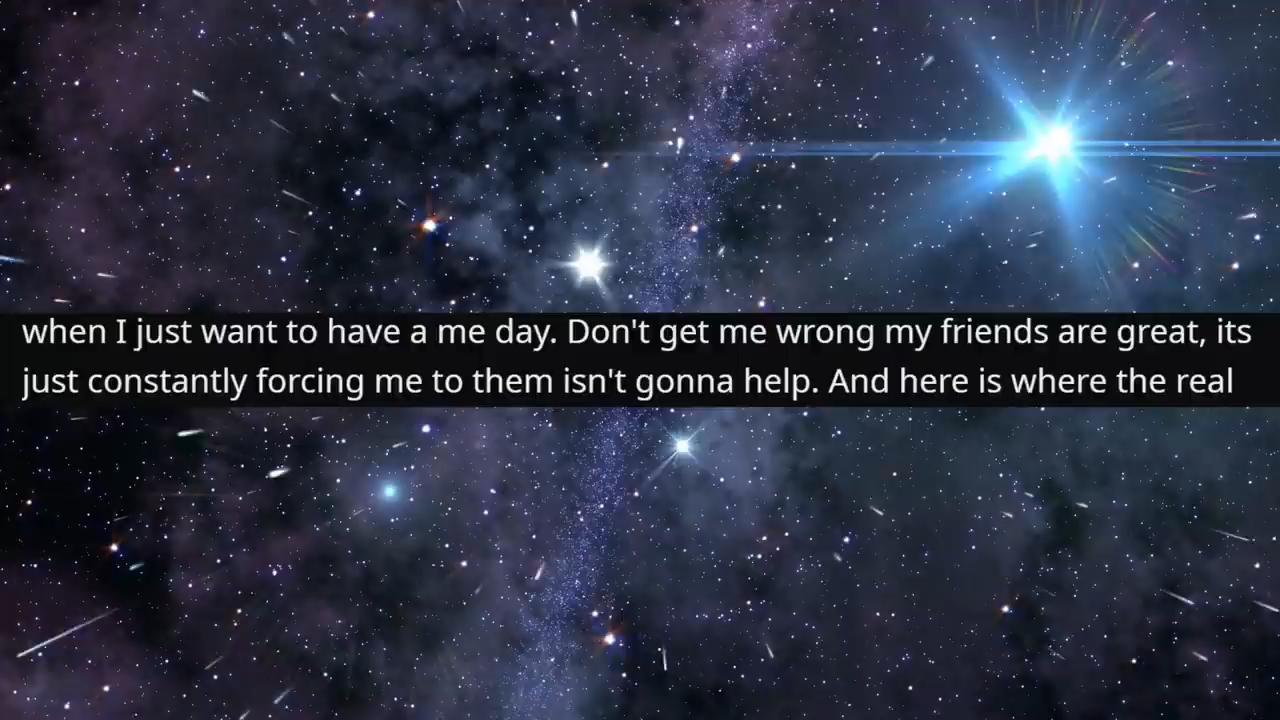 when I just want to have a me day. Don't get me wrong my friends are great, its
just constantly forcing me to them isn't gonna help. And here is where the real